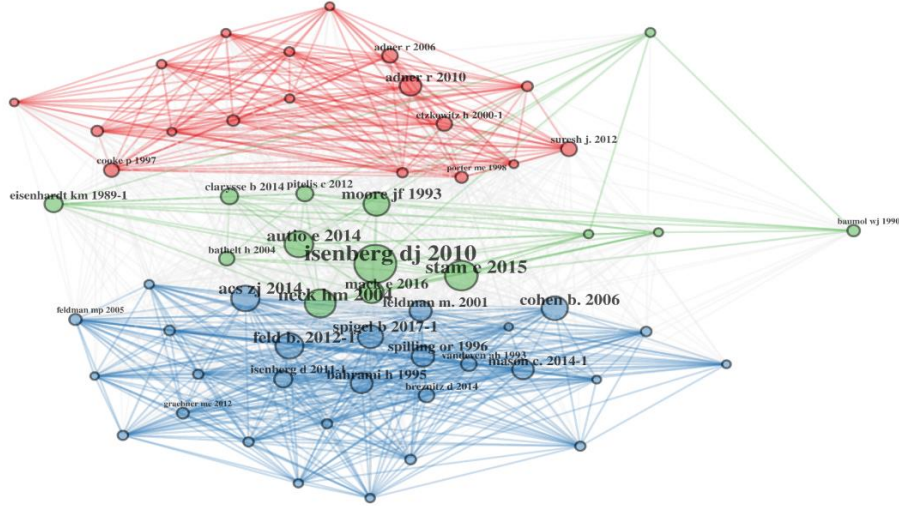 adner r 2006
adner r 2010
etzkowitz h 2000-1
suresh j. 2012
cooke p 1997
porter me 1998
clarysse b 2014
pitelis c 2012
eisenhardt km 1989-1
moore jf 1993
baumol wj 1990
autio e 2014
isenberg dj 2010
bathelt h 2004
stam e 2015
mack e 2016
acs zj 2014
neck hm 2004
feldman m. 2001
cohen b. 2006
feldman mp 2005
spigel b 2017-1
feld b. 2012-1
spilling or 1996
vandeven ah 1993
mason c. 2014-1
isenberg d 2011-1
bahrami h 1995
breznitz d 2014
graebner me 2012